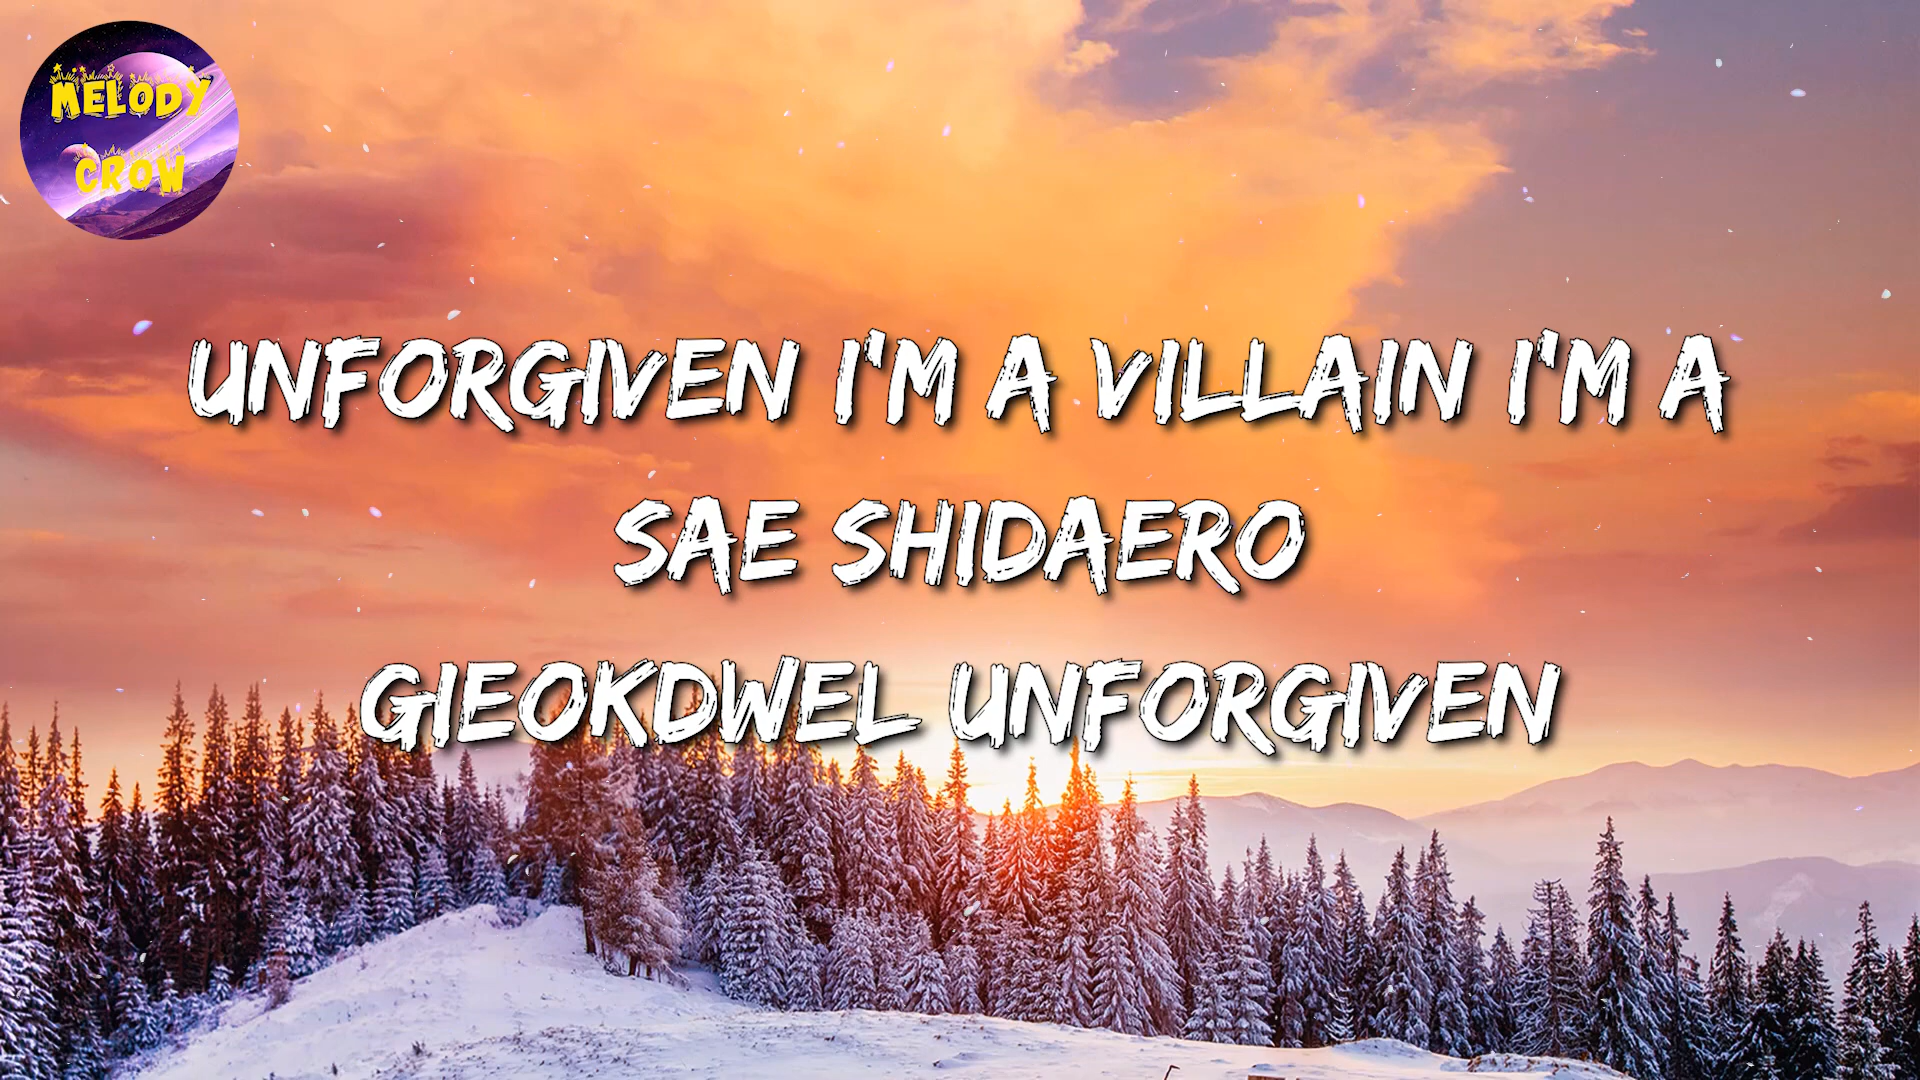 MELODY
CROW
UNFORGIVEN I'M A VILLAIN I'M A
SAE SHIDAERO
GIEOKDWEL UNFORGIVEN